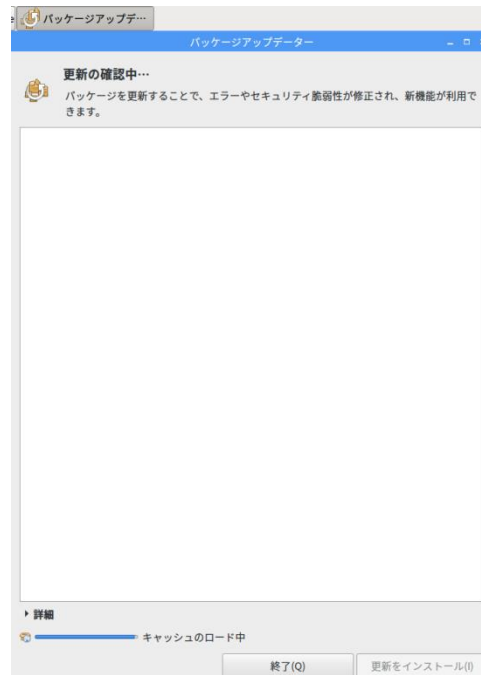 e パッケージアップデ…
パッケージアップデーター
更新の確認中…
パッケージを更新することで、エラーやセキュリティ脆弱性が修正され、新機能が利用で
きます。
詳細
キャッシュのロード中
終了(Q) 更新をインストール(I)